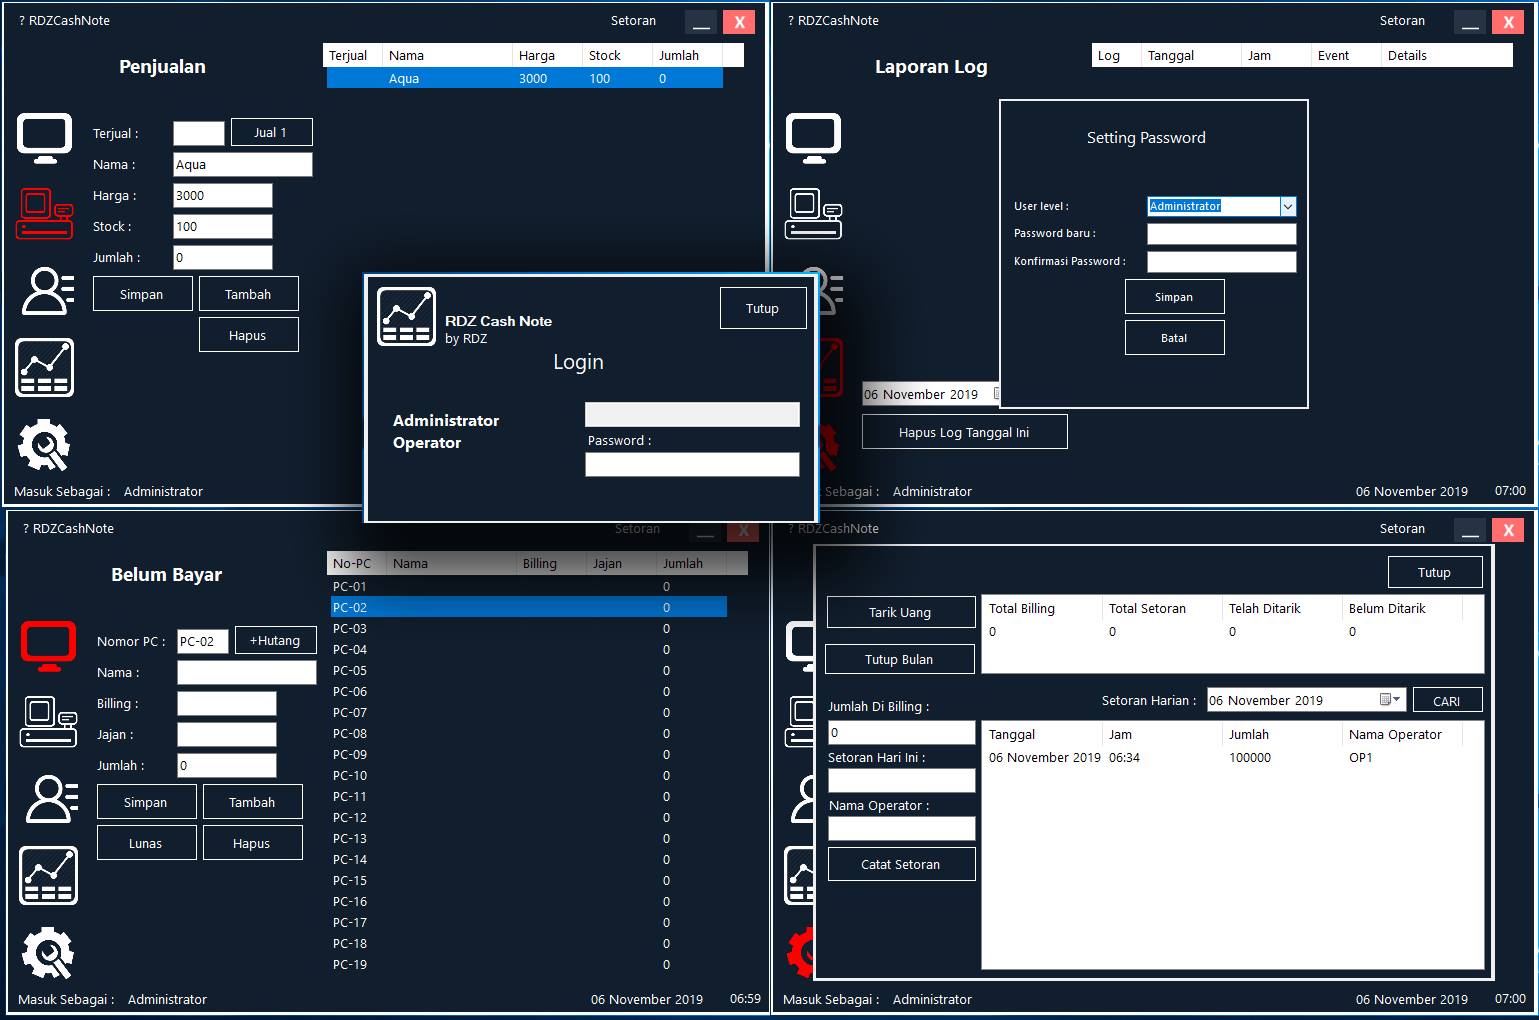 ? RDZCashNote
Setoran
X
Penjualan
Terjual Nama Harga Stock Jumlah
Aqua 3000 100 0
Terjual :
Jual 1
Nama : Aqua
Harga : 3000
Stock : 100
Jumlah : 0
Simpan Tambah
Hapus
Masuk Sebagai : Administrator
? RDZCashNote
Setoran
X
Laporan Log
Log Tanggal Jam Event Details
Setting Password
User level : Administrator
Password baru :
Konfirmasi Password :
Simpan
Batal
06 November 2019
Hapus Log Tanggal Ini
Sebagai : Administrator
06 November 2019 07:00
RDZ Cash Note
by RDZ
Tutup
Login
Administrator
Operator
Password :
? RDZCashNote
Setoran
X
Belum Bayar
No-PC Nama Billing Jajan Jumlah
PC-01 0
PC-02 0
PC-03 0
PC-04 0
PC-05 0
PC-06 0
PC-07 0
PC-08 0
PC-09 0
PC-10 0
PC-11 0
PC-12 0
PC-13 0
PC-14 0
PC-15 0
PC-16 0
PC-17 0
PC-18 0
PC-19 0
Nomor PC : PC-02 +Hutang
Nama :
Billing :
Jajan :
Jumlah : 0
Simpan Tambah
Lunas Hapus
Masuk Sebagai : Administrator
06 November 2019 06:59
? RDZCashNote
Setoran
X
Tutup
Tarik Uang
Tutup Bulan
Total Billing Total Setoran Telah Ditarik Belum Ditarik
0 0 0 0
Setoran Harian : 06 November 2019 CARI
Jumlah Di Billing :
0
Setoran Hari Ini :
Nama Operator :
Catat Setoran
Tanggal Jam Jumlah Nama Operator
06 November 2019 06:34 100000 OP1
Masuk Sebagai : Administrator
06 November 2019 07:00